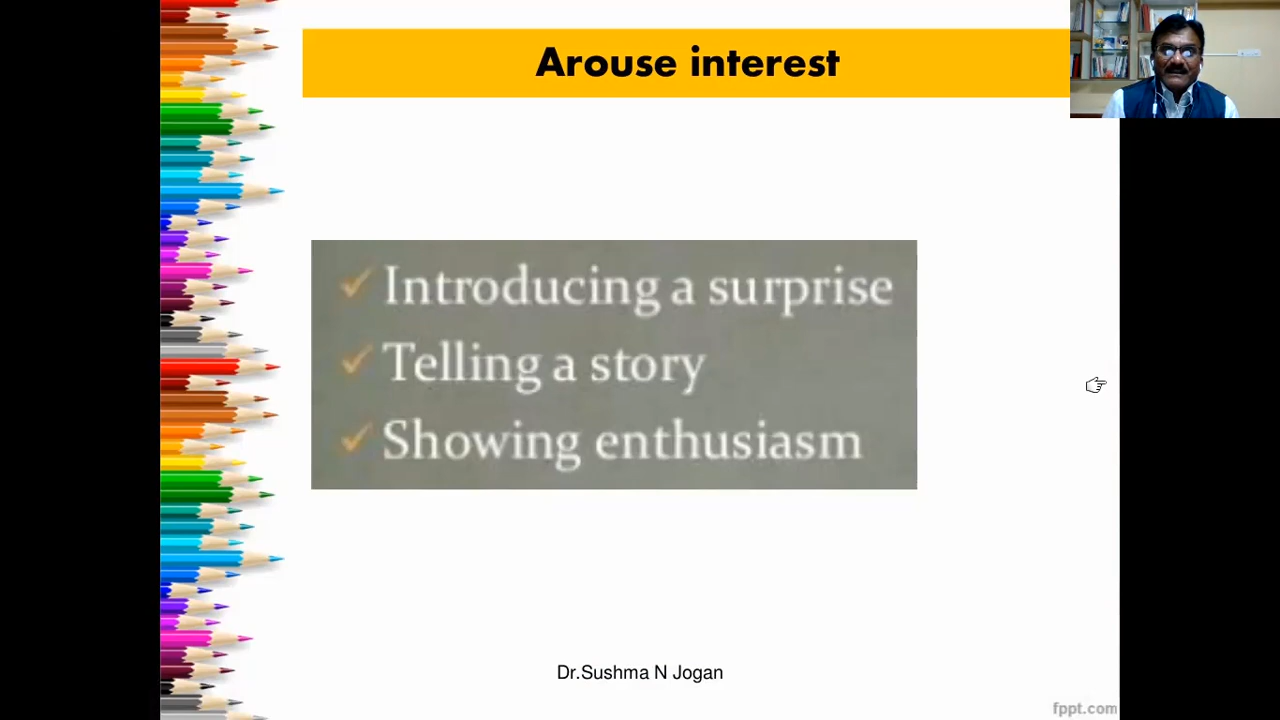 Arouse interest
Introducing a surprise
Telling a story
Showing enthusiasm
Dr.Sushma N Jogan
fppt.com